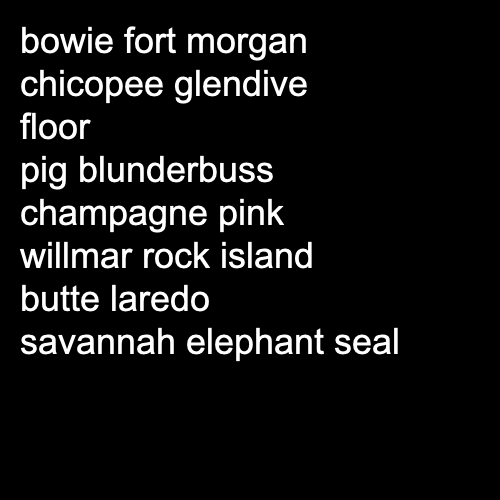 bowie fort morgan
chicopee glendive
floor
pig blunderbuss
champagne pink
willmar rock island
butte laredo
savannah elephant seal